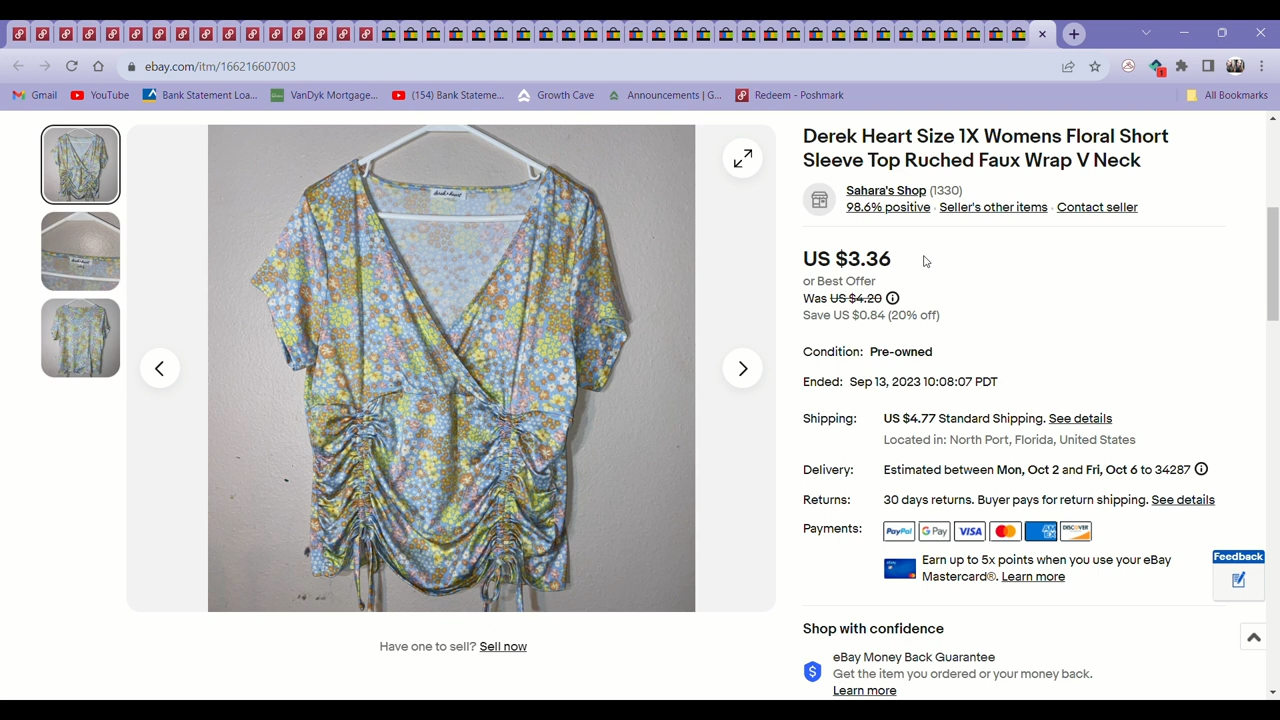 ebay.com/itm/166216607003
1
Gmail
YouTube
Bank Statement Loa...
VanDyk Mortgage...
(154) Bank Stateme...
Growth Cave
Announcements | G...
Redeem - Poshmark
All Bookmarks
Derek Heart Size 1X Womens Floral Short
Sleeve Top Ruched Faux Wrap V Neck
Sahara's Shop (1330)
98.6% positive · Seller's other items · Contact seller
US $3.36
or Best Offer
Was US $4.20
Save US $0.84 (20% off)
Condition: Pre-owned
Ended: Sep 13, 2023 10:08:07 PDT
Shipping: US $4.77 Standard Shipping. See details
Located in: North Port, Florida, United States
Delivery: Estimated between Mon, Oct 2 and Fri, Oct 6 to 34287
Returns: 30 days returns. Buyer pays for return shipping. See details
Payments: PayPal G Pay VISA AM EX DISCOVER
Earn up to 5x points when you use your eBay
Mastercard®. Learn more
Feedback
Have one to sell? Sell now
Shop with confidence
eBay Money Back Guarantee
Get the item you ordered or your money back.
Learn more